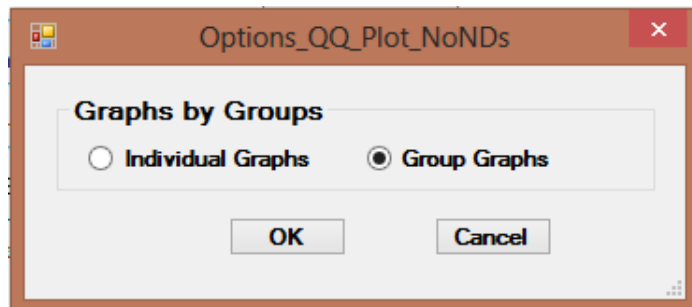 Options_QQ_Plot_NoNDs
Graphs by Groups
Individual Graphs Group Graphs
OK Cancel